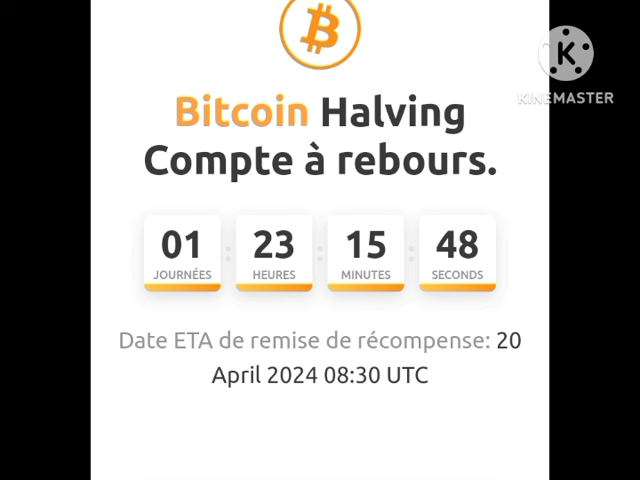 Bitcoin Halving
Compte à rebours.
01 : 23 : 15 : 48
JOURNÉES HEURES MINUTES SECONDS
Date ETA de remise de récompense: 20
April 2024 08:30 UTC
K
KINEMASTER